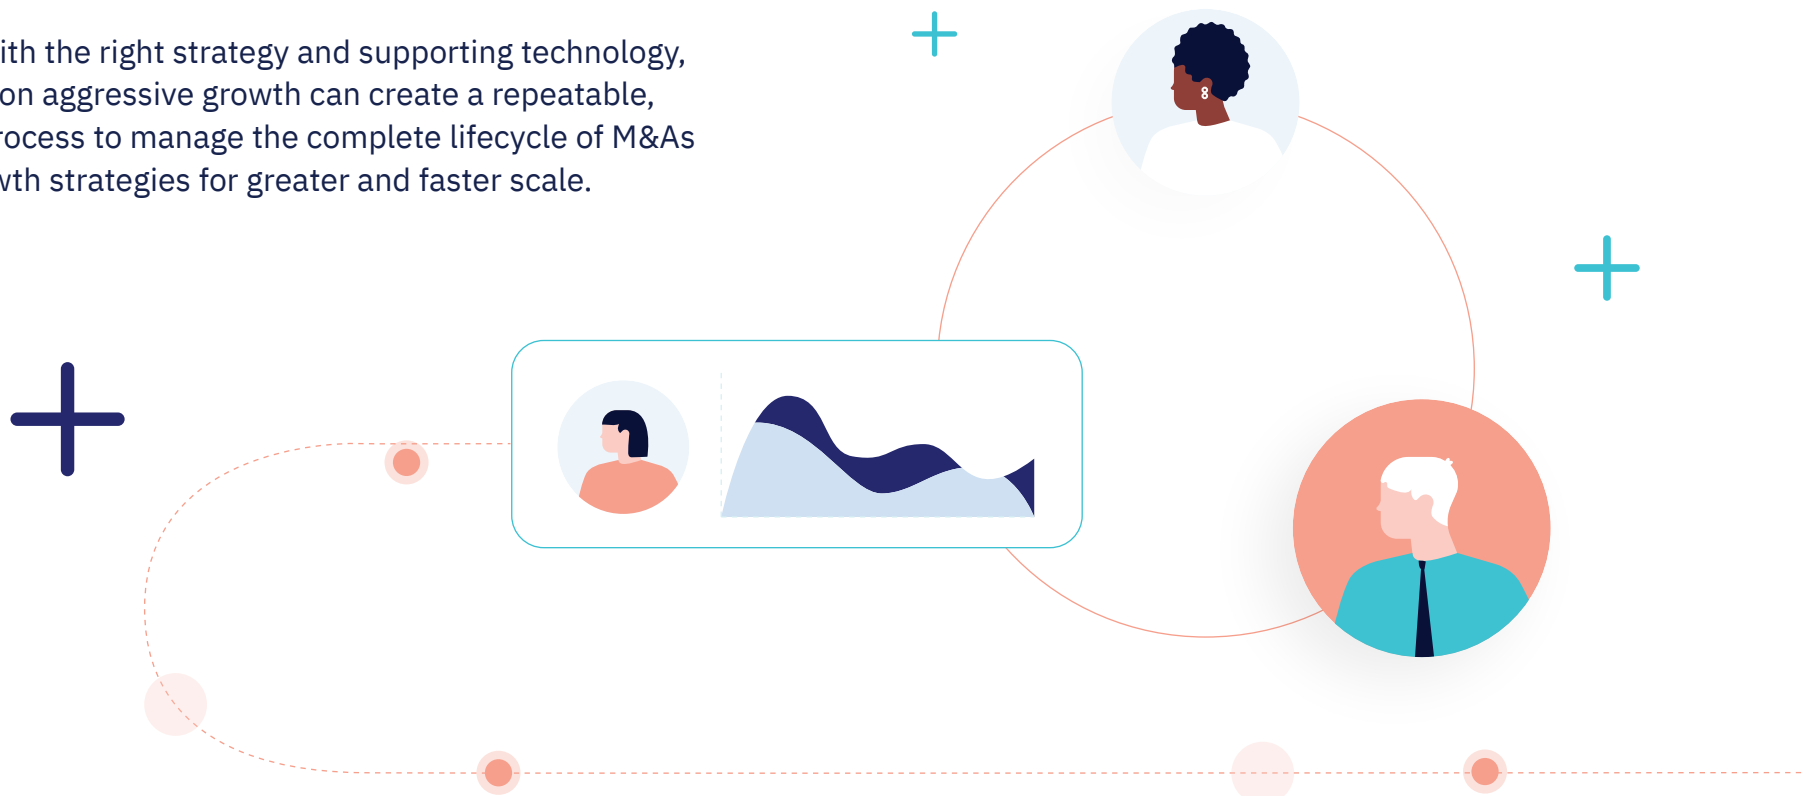 ith the right strategy and supporting technology,
on aggressive growth can create a repeatable,
rocess to manage the complete lifecycle of M&As
wth strategies for greater and faster scale.